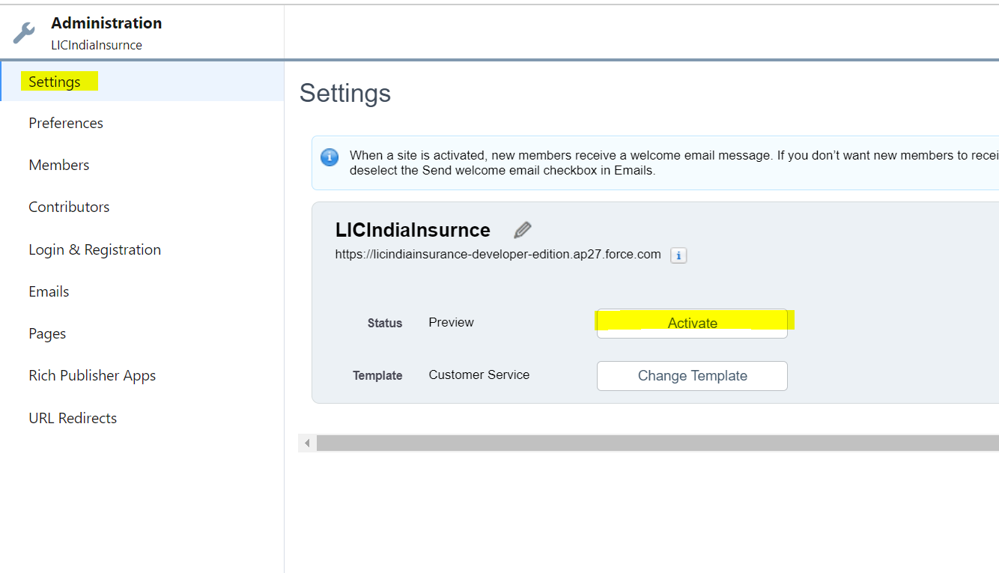 Administration
LICIndiaInsurnce
Settings
Preferences
Members
Contributors
Login & Registration
Emails
Pages
Rich Publisher Apps
URL Redirects
Settings
When a site is activated, new members receive a welcome email message. If you don’t want new members to recei
deselect the Send welcome email checkbox in Emails.
LICIndiaInsurnce
https://licindiainsurance-developer-edition.ap27.force.com
Status Preview Activate
Template Customer Service Change Template